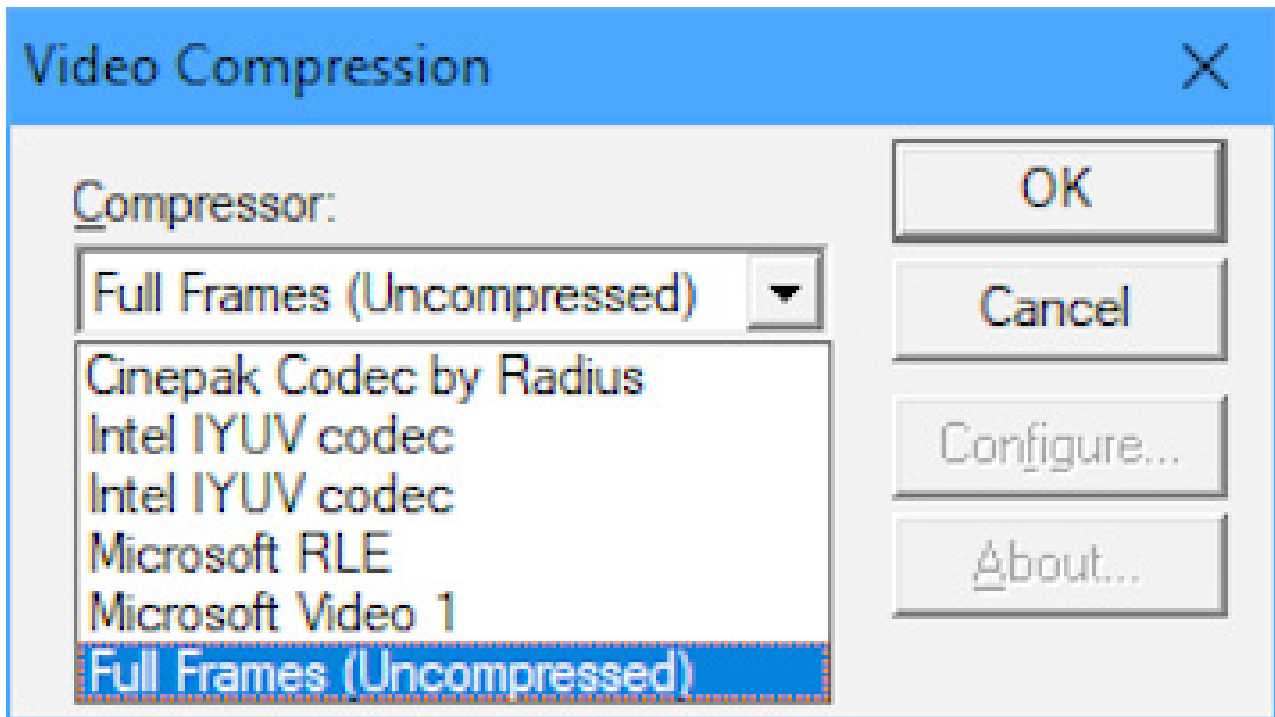 Video Compression
Compressor:
Full Frames (Uncompressed)
Cinepak Codec by Radius
Intel IYUV codec
Intel IYUV codec
Microsoft RLE
Microsoft Video 1
Full Frames (Uncompressed)
OK
Cancel
Configure...
About...